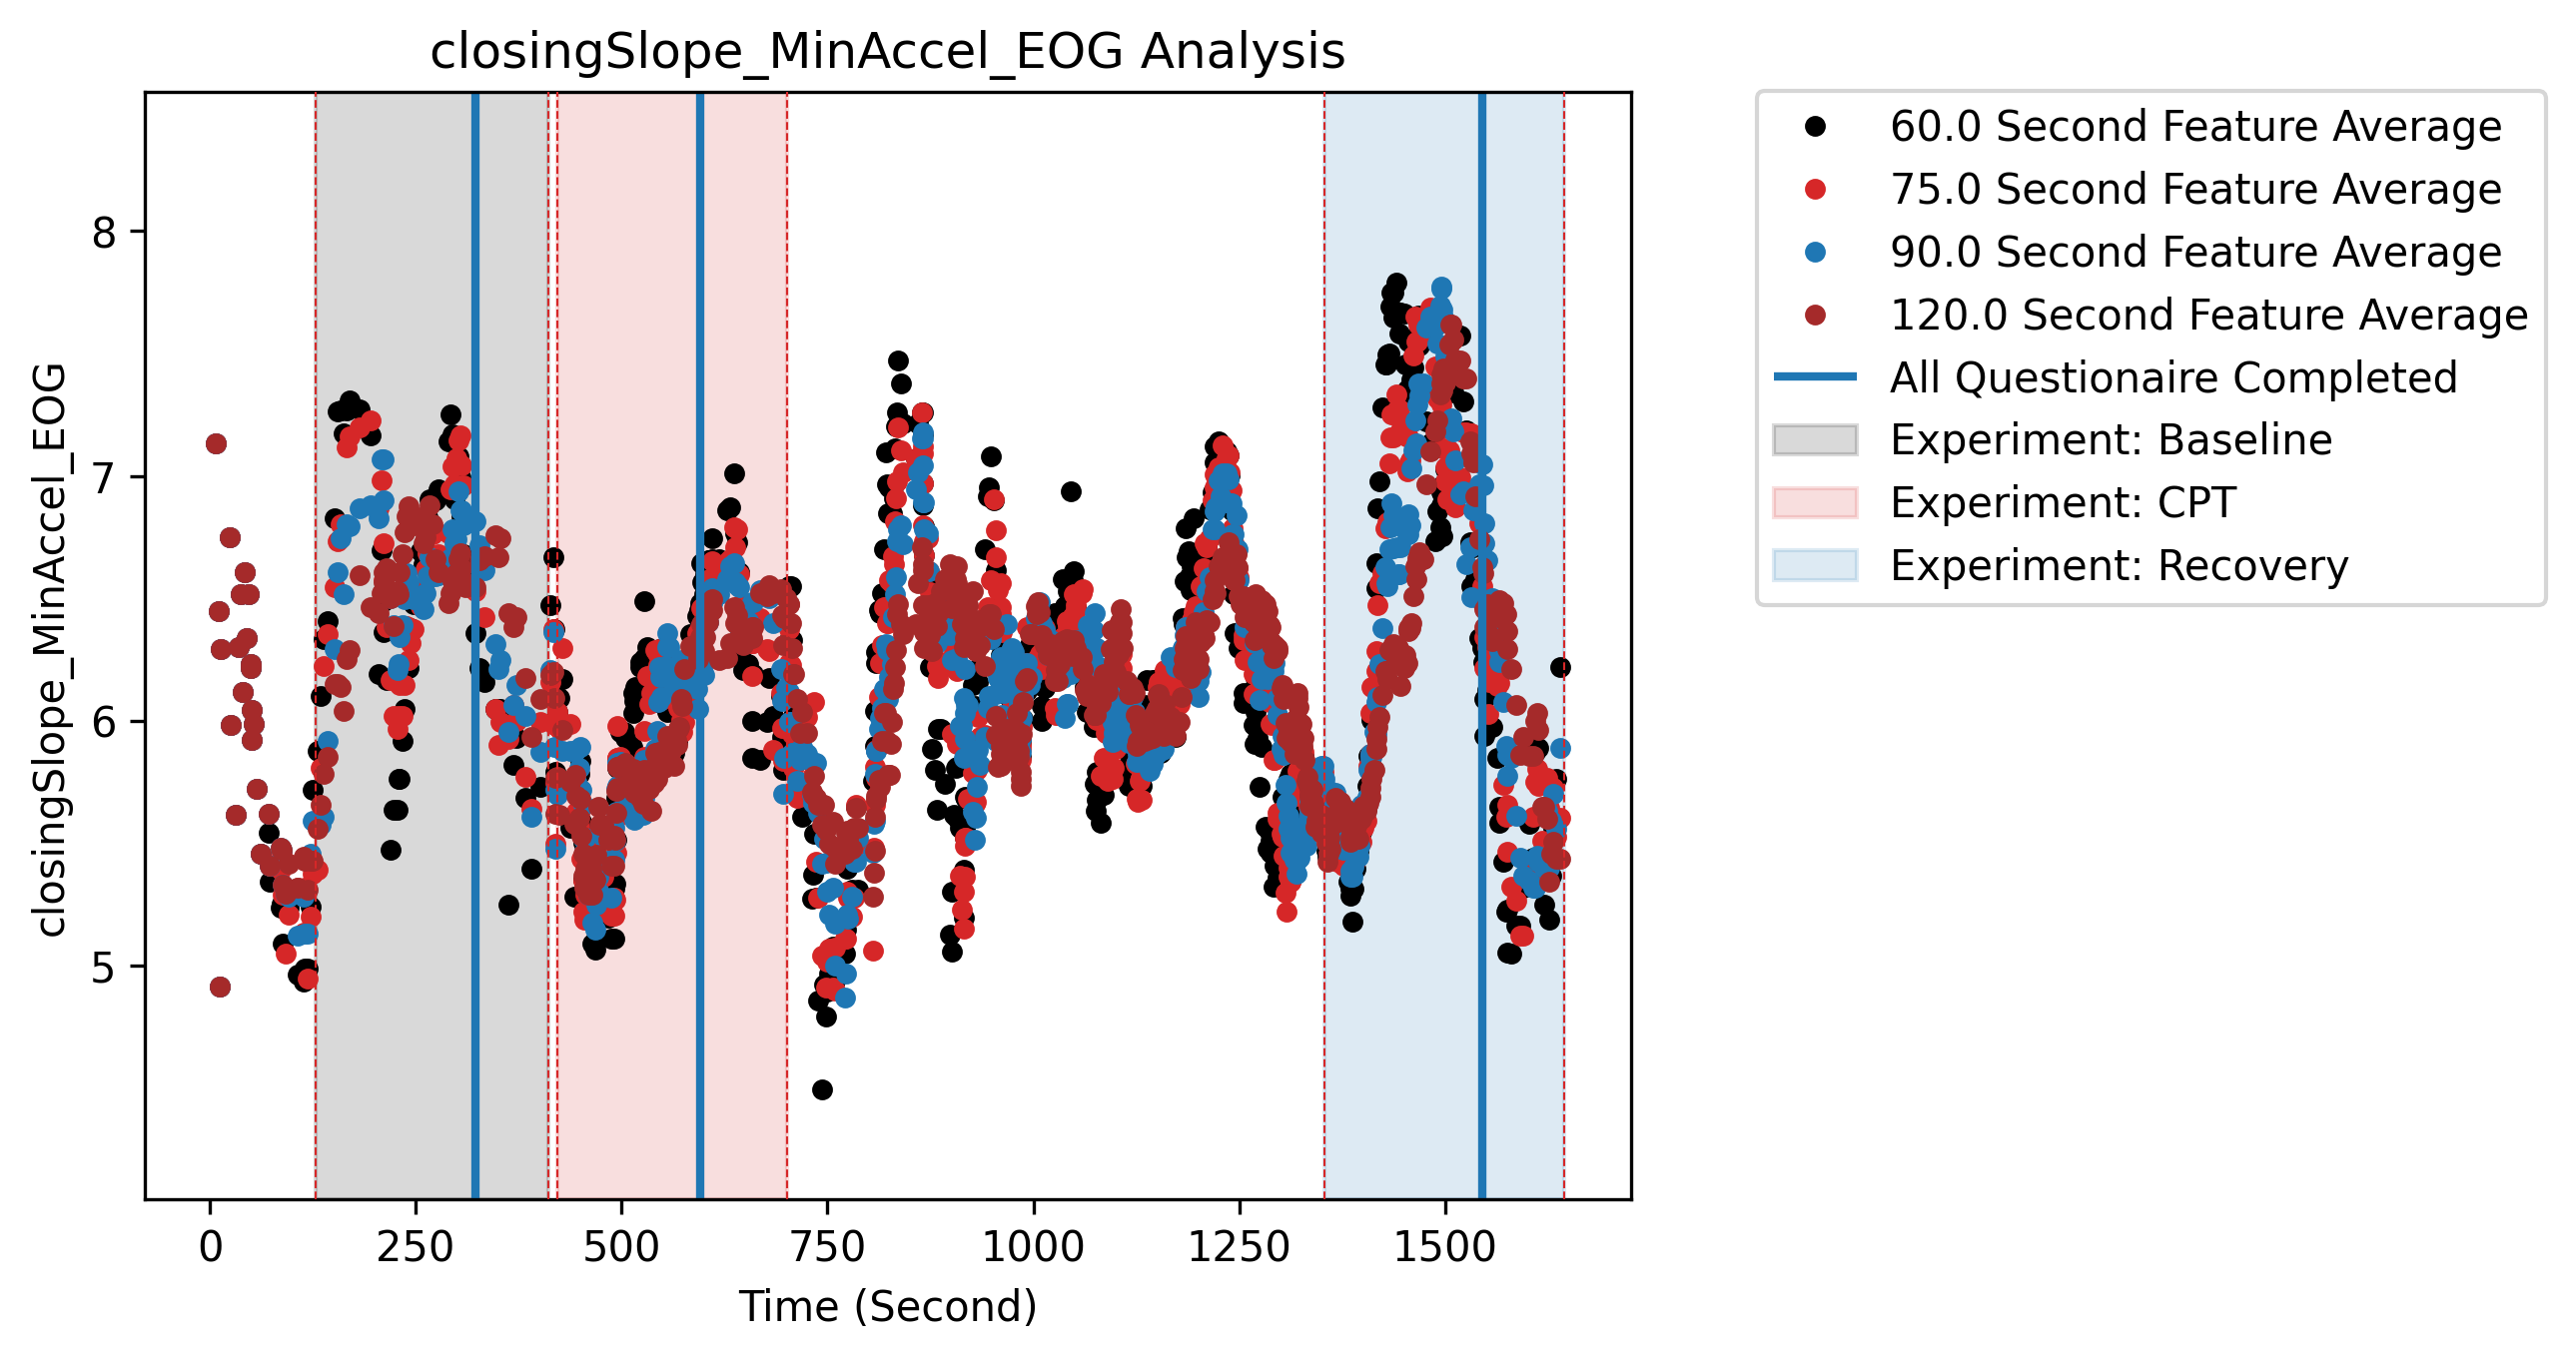 closingSlope_MinAccel_EOG Analysis
closingSlope_MinAccel_EOG
8
7
6
5
0
250
500
750
1000
1250
1500
Time (Second)
60.0 Second Feature Average
75.0 Second Feature Average
90.0 Second Feature Average
120.0 Second Feature Average
All Questionaire Completed
Experiment: Baseline
Experiment: CPT
Experiment: Recovery